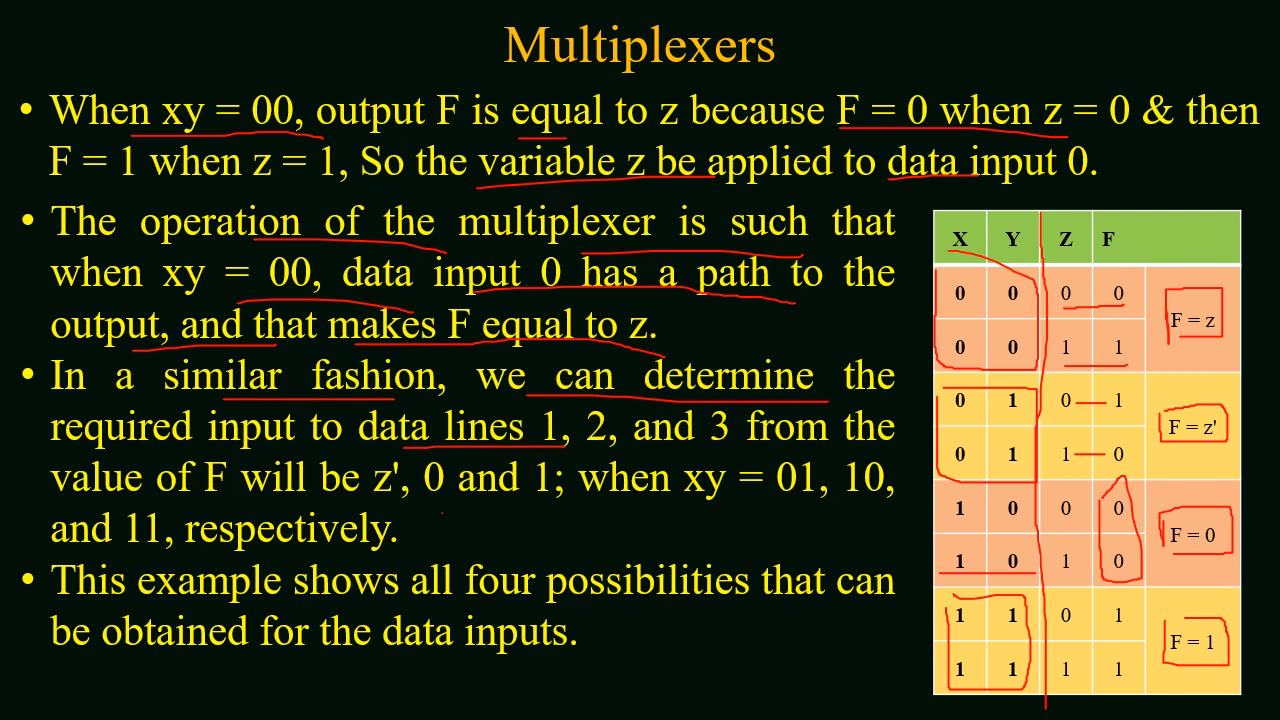 Multiplexers
• When xy = 00, output F is equal to z because F = 0 when z = 0 & then
F = 1 when z = 1, So the variable z be applied to data input 0.
• The operation of the multiplexer is such that
when xy = 00, data input 0 has a path to the
output, and that makes F equal to z.
• In a similar fashion, we can determine the
required input to data lines 1, 2, and 3 from the
value of F will be z', 0 and 1; when xy = 01, 10,
and 11, respectively.
• This example shows all four possibilities that can
be obtained for the data inputs.
X Y Z F
0 0 0 0
F = z
0 0 1 1
0 1 0 1
F = z'
0 1 1 0
1 0 0 0
F = 0
1 0 1 0
1 1 0 1
F = 1
1 1 1 1